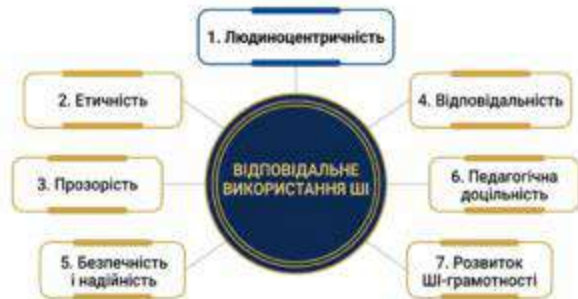 1. Людиноцентричність
2. Етичність
4. Відповідальність
ВІДПОВІДАЛЬНЕ
ВИКОРИСТАННЯ ШІ
3. Прозорість
6. Педагогічна
доцільність
5. Безпечність
і надійність
7. Розвиток
ШІ-грамотності